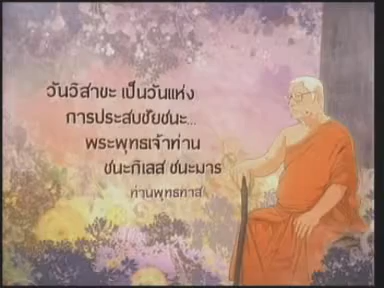 วันวิสาขะ เป็นวันแห่ง
การประสบชัยชนะ...
พระพุทธเจ้าท่าน
ชนะกิเลส ชนะมาร
ท่านพุทธทาส